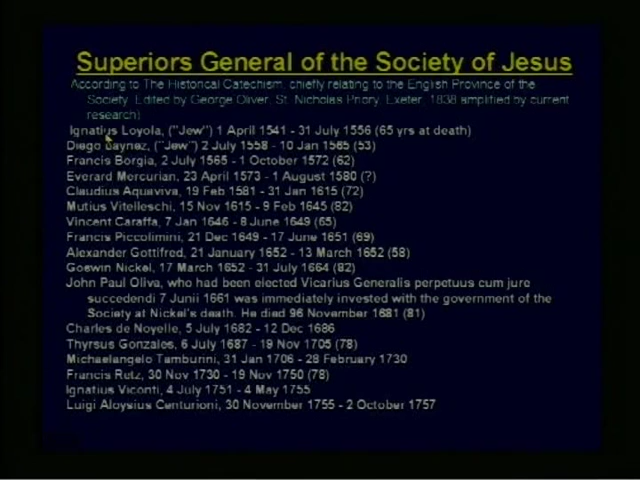 Superiors General of the Society of Jesus
According to The Historical Catechism, chiefly relating to the English Province of the
Society. Edited by George Oliver, St. Nicholas Priory, Exeter, 1838 amplified by current
research)
Ignatius Loyola, ("Jew") 1 April 1541 - 31 July 1556 (65 yrs at death)
Diego Laynez, ("Jew") 2 July 1558 - 10 Jan 1565 (53)
Francis Borgia, 2 July 1565 - 1 October 1572 (62)
Everard Mercurian, 23 April 1573 - 1 August 1580 (?)
Claudius Aquaviva, 19 Feb 1581 - 31 Jan 1615 (72)
Mutius Vitelleschi, 15 Nov 1615 - 9 Feb 1645 (82)
Vincent Caraffa, 7 Jan 1646 - 8 June 1649 (65)
Francis Piccolimini, 21 Dec 1649 - 17 June 1651 (69)
Alexander Gottifred, 21 January 1652 - 13 March 1652 (58)
Goswin Nickel, 17 March 1652 - 31 July 1664 (82)
John Paul Oliva, who had been elected Vicarius Generalis perpetuus cum jure
succedendi 7 Junii 1661 was immediately invested with the government of the
Society at Nickel's death. He died 96 November 1681 (81)
Charles de Noyelle, 5 July 1682 - 12 Dec 1686
Thyrsus Gonzales, 6 July 1687 - 19 Nov 1705 (78)
Michaelangelo Tamburini, 31 Jan 1706 - 28 February 1730
Francis Retz, 30 Nov 1730 - 19 Nov 1750 (78)
Ignatius Viconti, 4 July 1751 - 4 May 1755
Luigi Aloysius Centurioni, 30 November 1755 - 2 October 1757